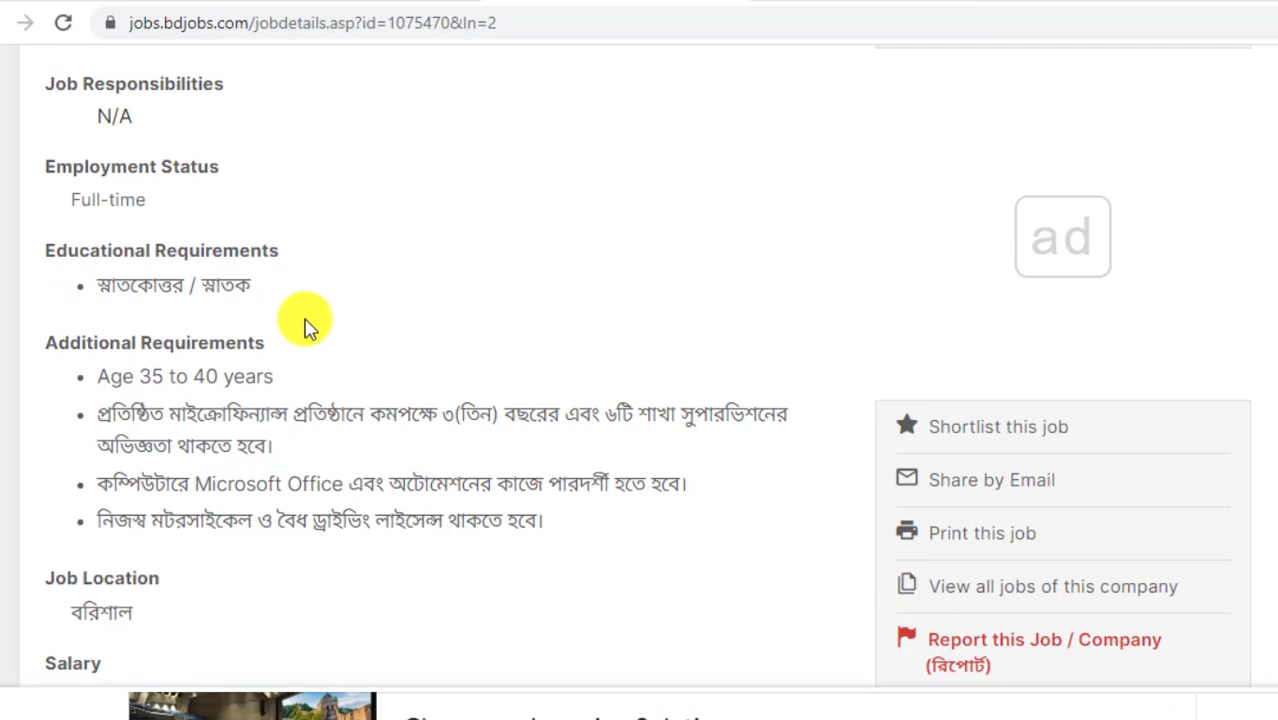 jobs.bdjobs.com/jobdetails.asp?id=1075470&ln=2
Job Responsibilities
N/A
Employment Status
Full-time
Educational Requirements
স্নাতকোত্তর / স্নাতক
Additional Requirements
Age 35 to 40 years
প্রতিষ্ঠিত মাইক্রোফিন্যান্স প্রতিষ্ঠানে কমপক্ষে ৩(তিন) বছরের এবং ৬টি শাখা সুপারভিশনের
অভিজ্ঞতা থাকতে হবে।
কম্পিউটারে Microsoft Office এবং অটোমেশনের কাজে পারদর্শী হতে হবে।
নিজস্ব মটরসাইকেল ও বৈধ ড্রাইভিং লাইসেন্স থাকতে হবে।
Job Location
বরিশাল
Salary
ad
Shortlist this job
Share by Email
Print this job
View all jobs of this company
Report this Job / Company
(রিপোর্ট)